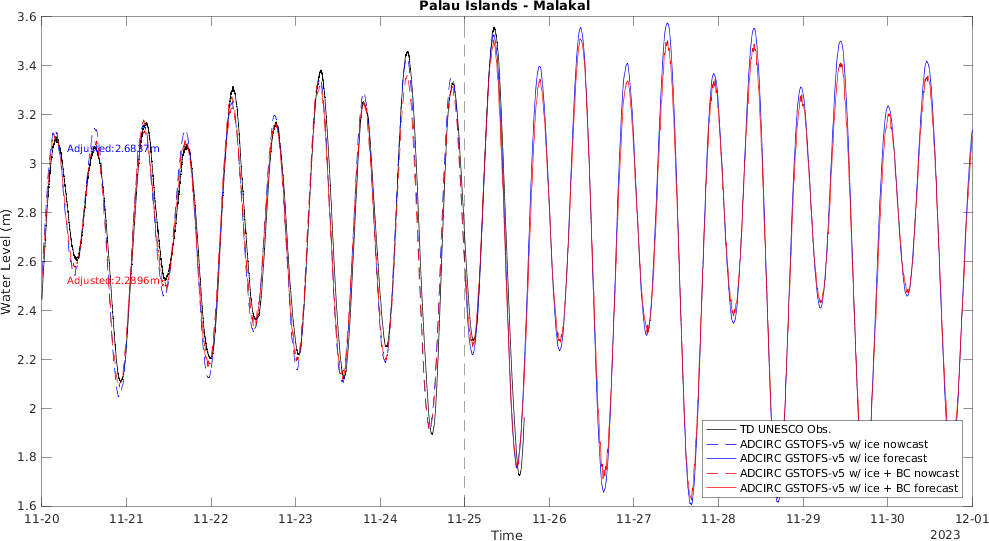 Palau Islands - Malakal
3.6
3.4
3.2
3
2.8
2.6
2.4
2.2
2
1.8
1.6
Water Level (m)
Adjusted:2.6837m
Adjusted:2.2896m
TD UNESCO Obs.
ADCIRC GSTOFS-v5 w/ ice nowcast
ADCIRC GSTOFS-v5 w/ ice forecast
ADCIRC GSTOFS-v5 w/ ice + BC nowcast
ADCIRC GSTOFS-v5 w/ ice + BC forecast
11-20 11-21 11-22 11-23 11-24 11-25 11-26 11-27 11-28 11-29 11-30 12-01
Time
2023